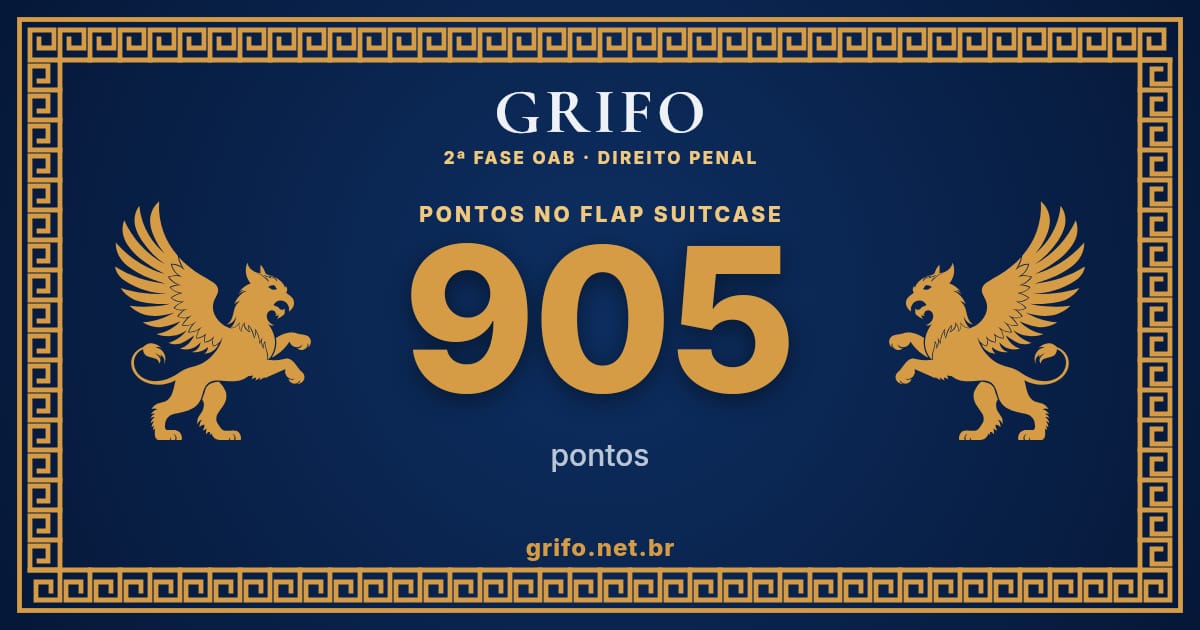 GRIFO
2ª FASE OAB · DIREITO PENAL
PONTOS NO FLAP SUITCASE
905
pontos
grifo.net.br